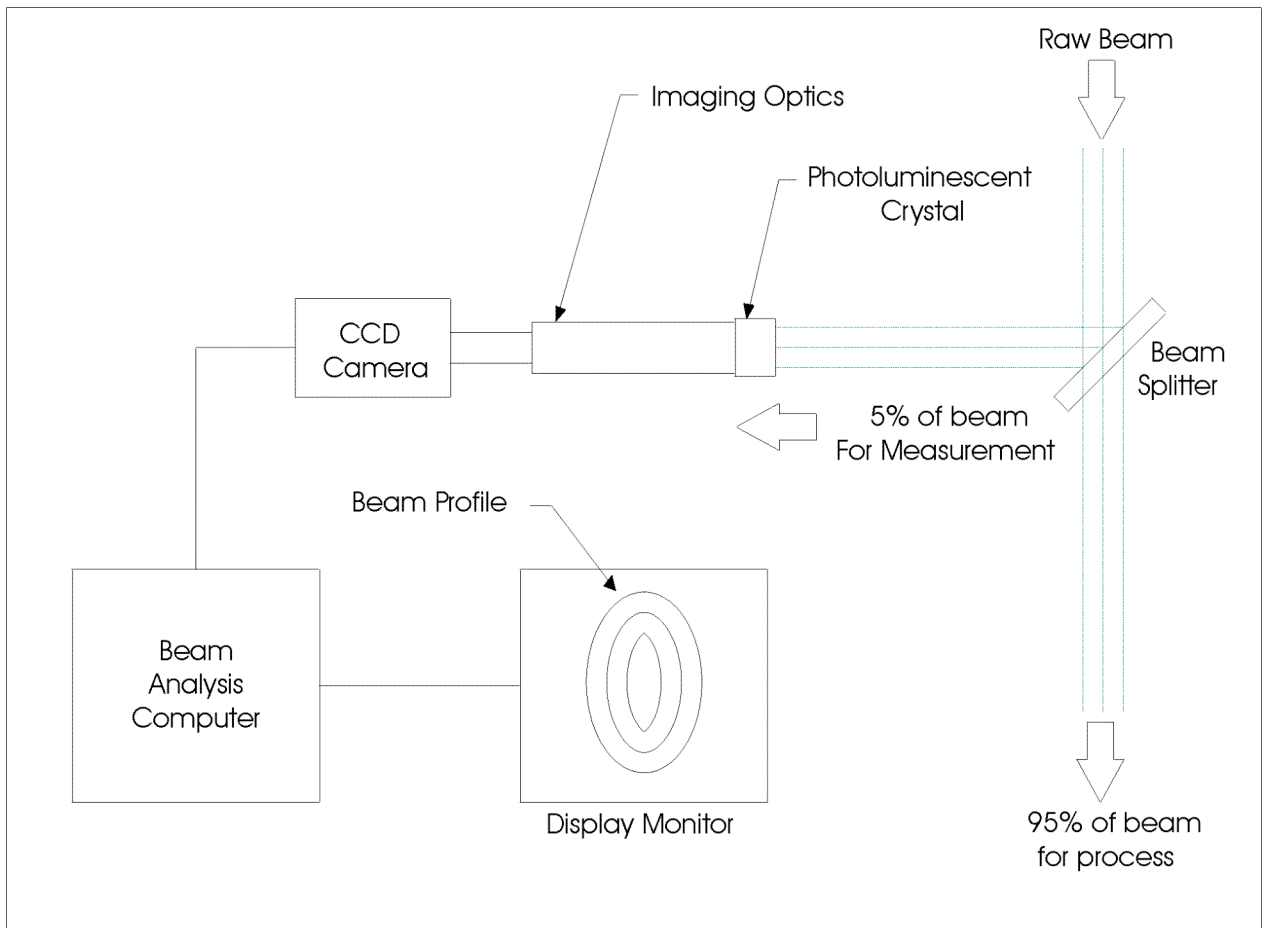 Raw Beam
Imaging Optics
Photoluminescent
Crystal
CCD
Camera
Beam
Splitter
5% of beam
For Measurement
Beam Profile
Beam
Analysis
Computer
Display Monitor
95% of beam
for process